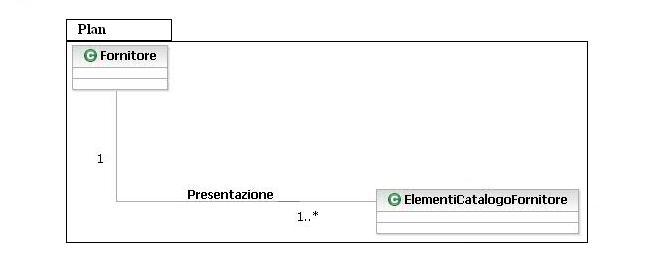 Plan
C Fornitore
1
Presentazione
1..*
C ElementiCatalogoFornitore